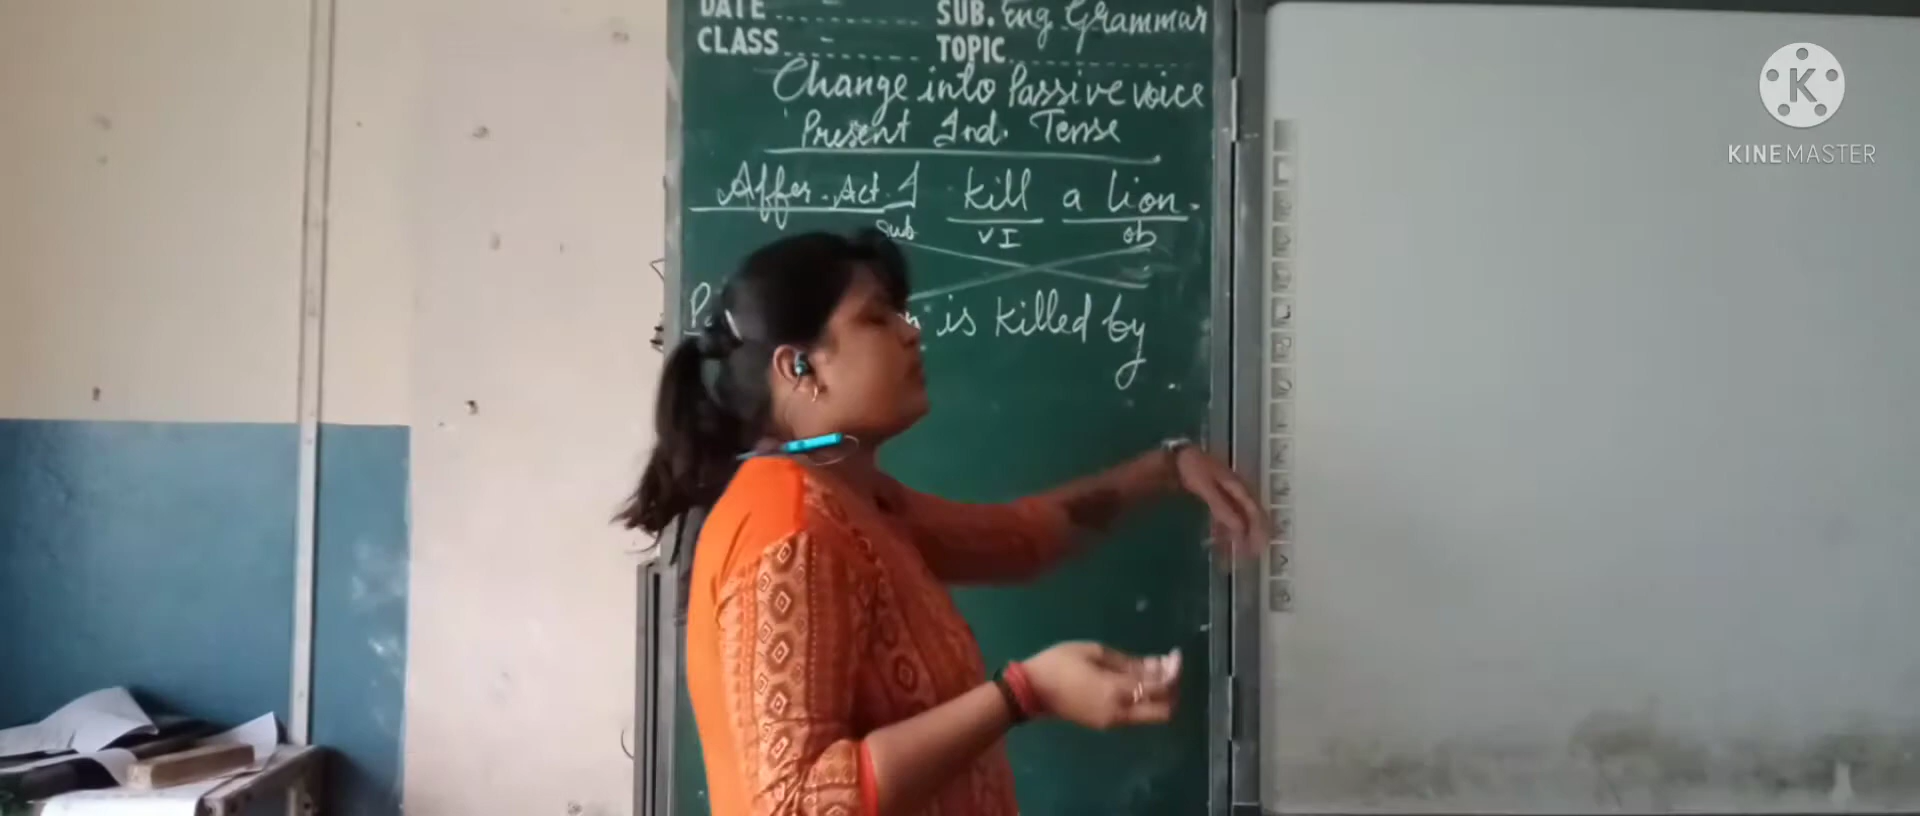 DATE SUB. Eng Grammar
CLASS TOPIC
Change into Passive voice
Present Ind. Tense
Affer. Act. I kill a lion.
Sub VI ob
is killed by
K
KINEMASTER